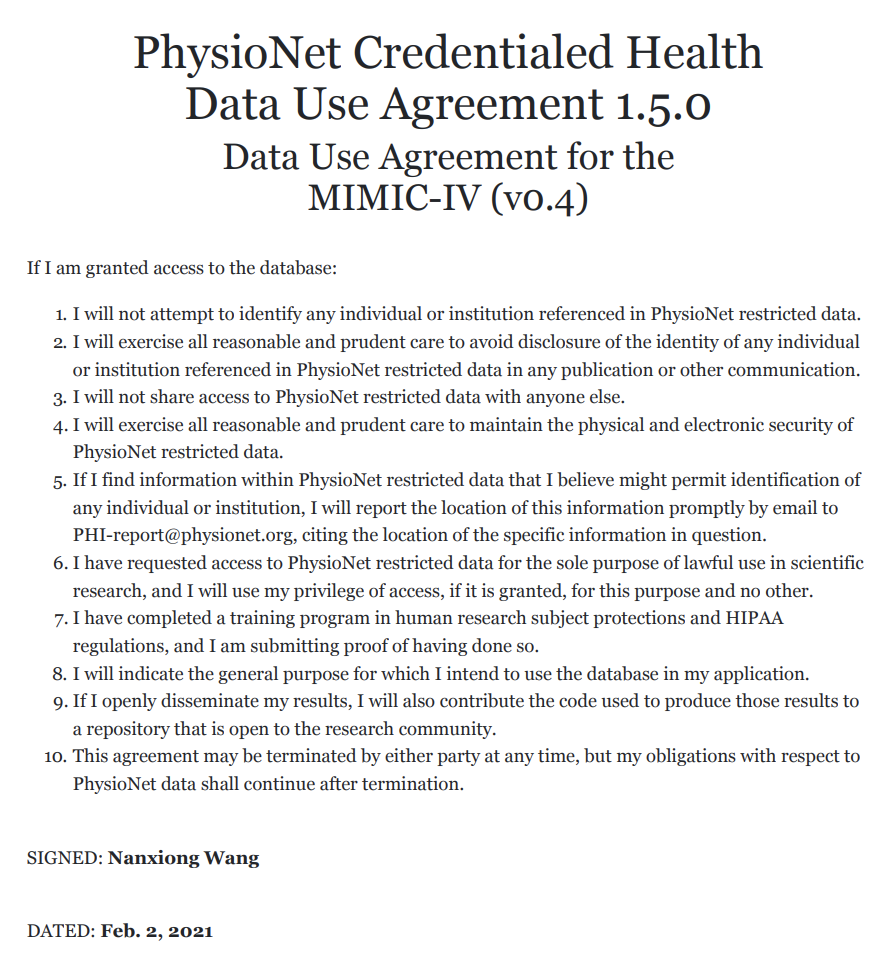 PhysioNet Credentialed Health
Data Use Agreement 1.5.0
Data Use Agreement for the
MIMIC-IV (v0.4)
If I am granted access to the database:
1. I will not attempt to identify any individual or institution referenced in PhysioNet restricted data.
2. I will exercise all reasonable and prudent care to avoid disclosure of the identity of any individual
or institution referenced in PhysioNet restricted data in any publication or other communication.
3. I will not share access to PhysioNet restricted data with anyone else.
4. I will exercise all reasonable and prudent care to maintain the physical and electronic security of
PhysioNet restricted data.
5. If I find information within PhysioNet restricted data that I believe might permit identification of
any individual or institution, I will report the location of this information promptly by email to
PHI-report@physionet.org, citing the location of the specific information in question.
6. I have requested access to PhysioNet restricted data for the sole purpose of lawful use in scientific
research, and I will use my privilege of access, if it is granted, for this purpose and no other.
7. I have completed a training program in human research subject protections and HIPAA
regulations, and I am submitting proof of having done so.
8. I will indicate the general purpose for which I intend to use the database in my application.
9. If I openly disseminate my results, I will also contribute the code used to produce those results to
a repository that is open to the research community.
10. This agreement may be terminated by either party at any time, but my obligations with respect to
PhysioNet data shall continue after termination.
SIGNED: Nanxiong Wang
DATED: Feb. 2, 2021